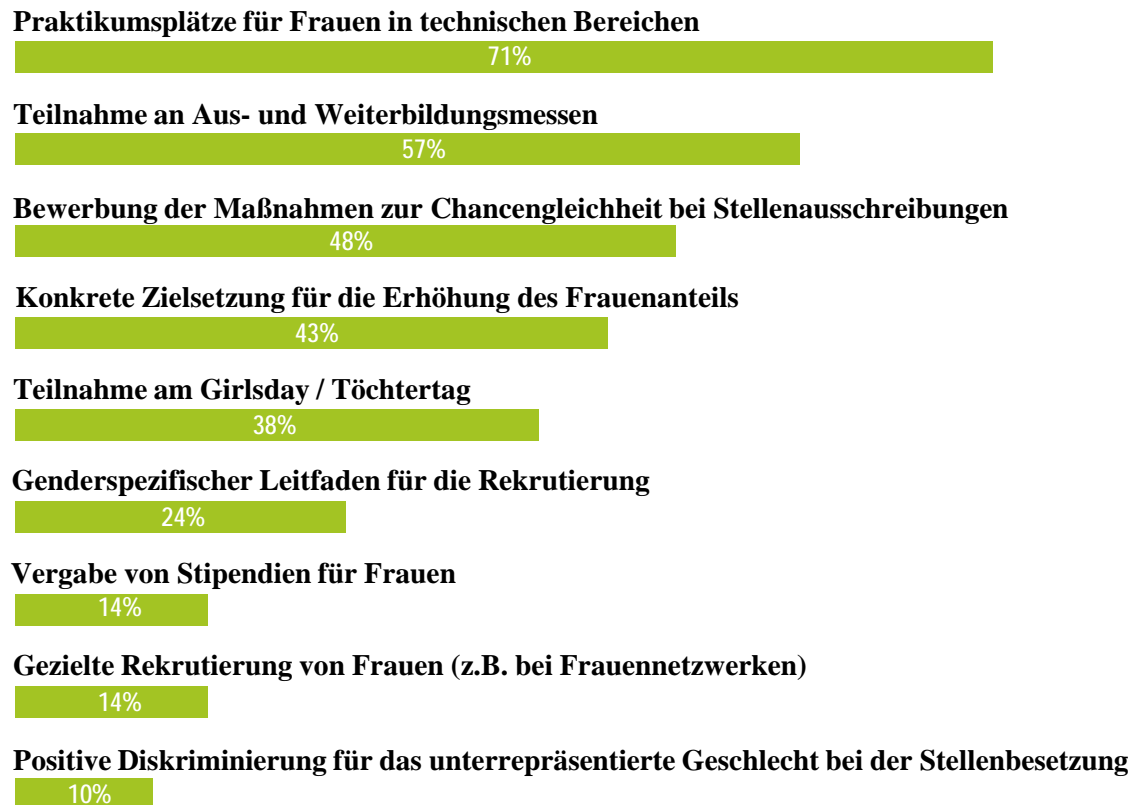 Praktikumsplätze für Frauen in technischen Bereichen
71%
Teilnahme an Aus- und Weiterbildungsmessen
57%
Bewerbung der Maßnahmen zur Chancengleichheit bei Stellenausschreibungen
48%
Konkrete Zielsetzung für die Erhöhung des Frauenanteils
43%
Teilnahme am Girlsday / Töchtertag
38%
Genderspezifischer Leitfaden für die Rekrutierung
24%
Vergabe von Stipendien für Frauen
14%
Gezielte Rekrutierung von Frauen (z.B. bei Frauennetzwerken)
14%
Positive Diskriminierung für das unterrepräsentierte Geschlecht bei der Stellenbesetzung
10%